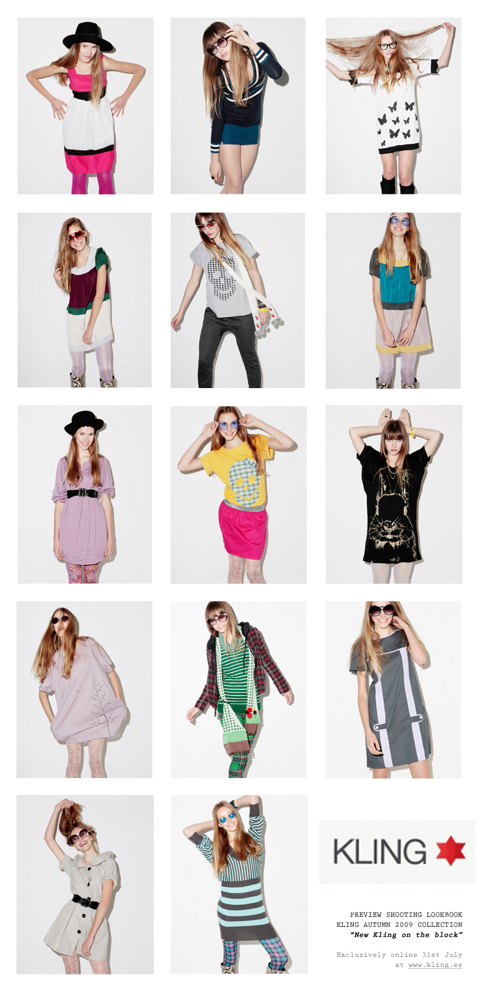 KLING
PREVIEW SHOOTING LOOKBOOK
KLING AUTUMN 2009 COLLECTION
“New Kling on the block”
Exclusively online 31st July
at www.kling.es